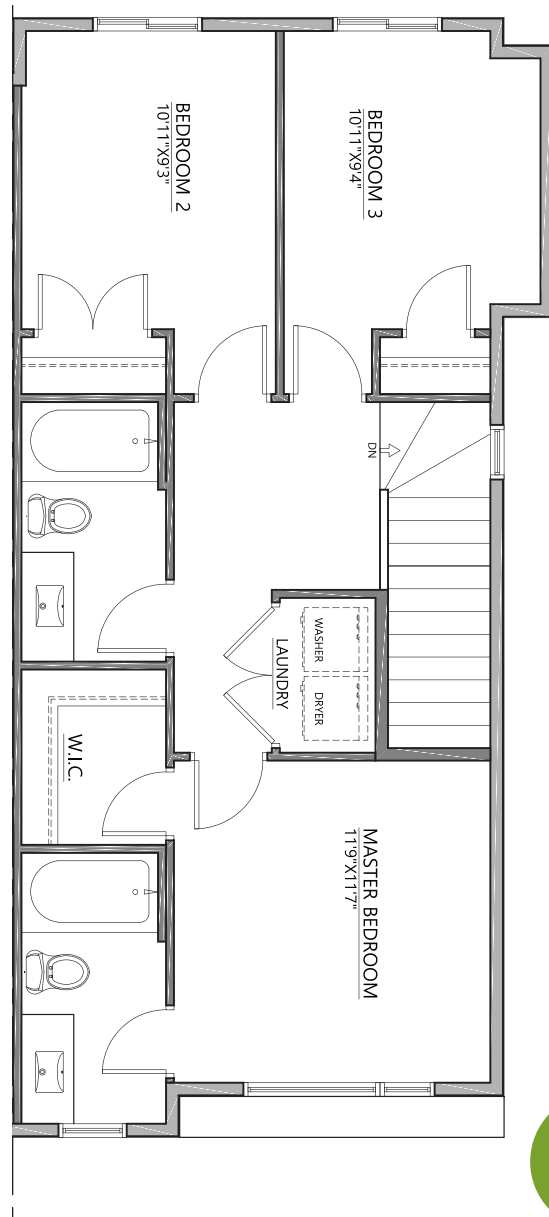 BEDROOM 2
10'11"X9'3"
BEDROOM 3
10'11"X9'4"
DN
WASHER
DRYER
LAUNDRY
W.I.C.
MASTER BEDROOM
11'9"X11'7"